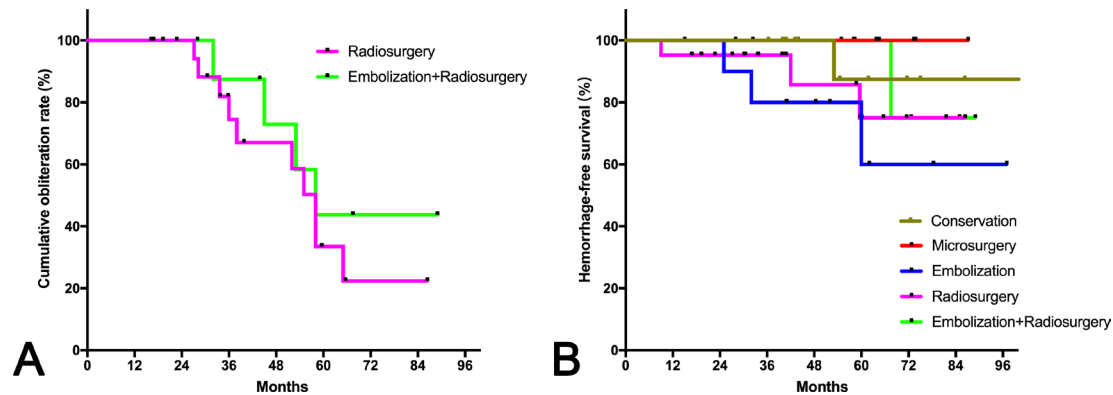 100
80
60
40
20
0
Cumulative obliteration rate (%)
0 12 24 36 48 60 72 84 96
Months
Radiosurgery
Embolization+Radiosurgery
A
100
80
60
40
20
0
Hemorrhage-free survival (%)
0 12 24 36 48 60 72 84 96
Months
Conservation
Microsurgery
Embolization
Radiosurgery
Embolization+Radiosurgery
B